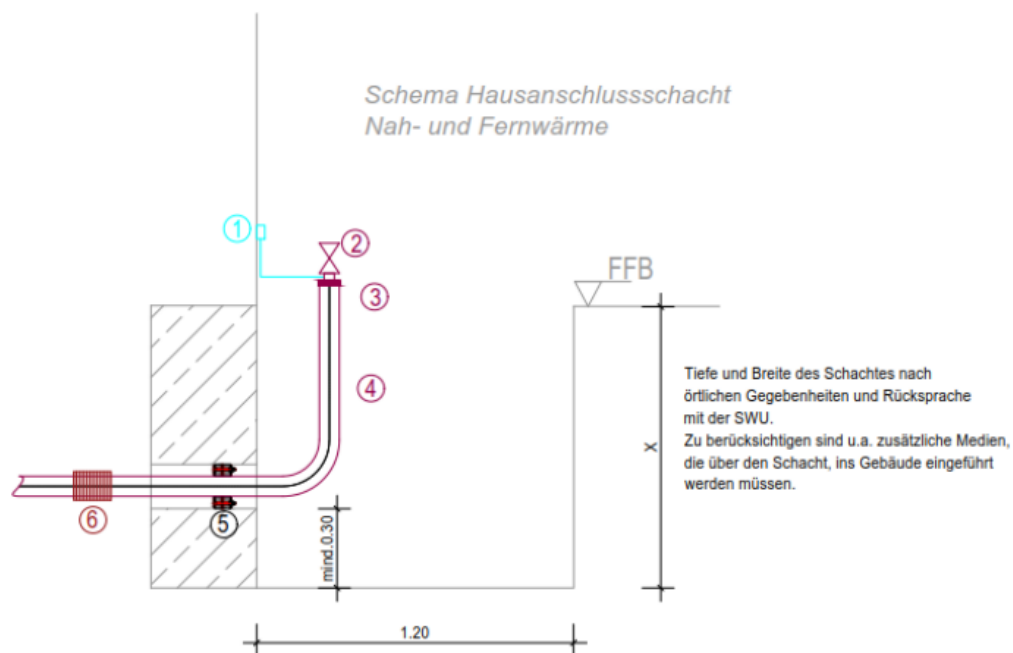 Schema Hausanschlussschacht
Nah- und Fernwärme
1
2
3
FFB
4
Tiefe und Breite des Schachtes nach
örtlichen Gegebenheiten und Rücksprache
mit der SWU.
Zu berücksichtigen sind u.a. zusätzliche Medien,
die über den Schacht, ins Gebäude eingeführt
werden müssen.
X
5
6
mind.0.30
1.20